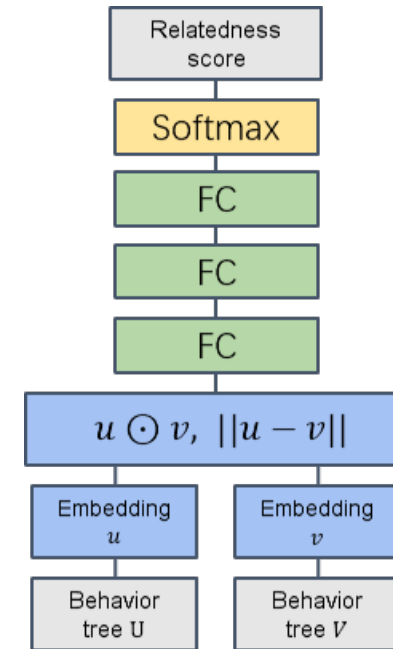 Relatedness
score
Softmax
FC
FC
FC
u ⊙ v, ||u − v||
Embedding
u
Embedding
v
Behavior
tree U
Behavior
tree V